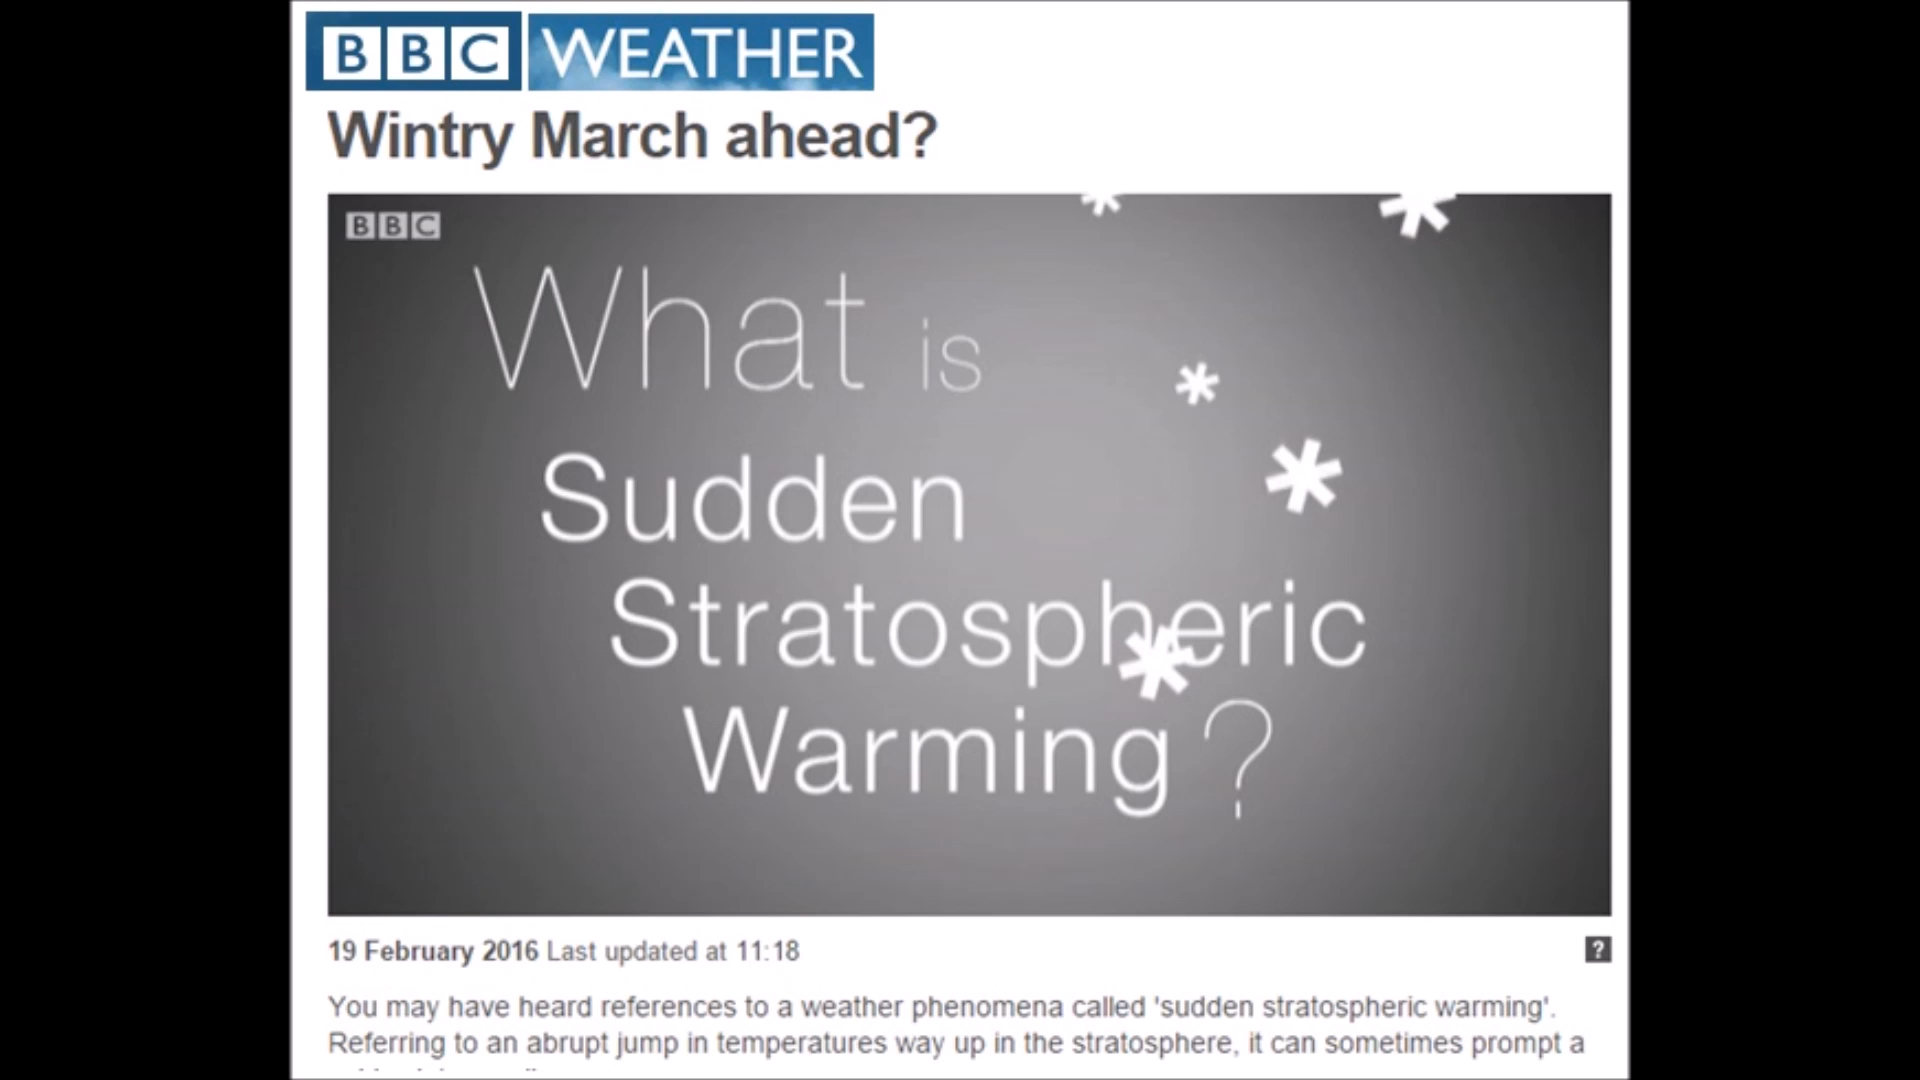 BBC WEATHER
Wintry March ahead?
BBC
What is
Sudden
Stratospheric
Warming?
19 February 2016 Last updated at 11:18
?
You may have heard references to a weather phenomena called 'sudden stratospheric warming'.
Referring to an abrupt jump in temperatures way up in the stratosphere, it can sometimes prompt a